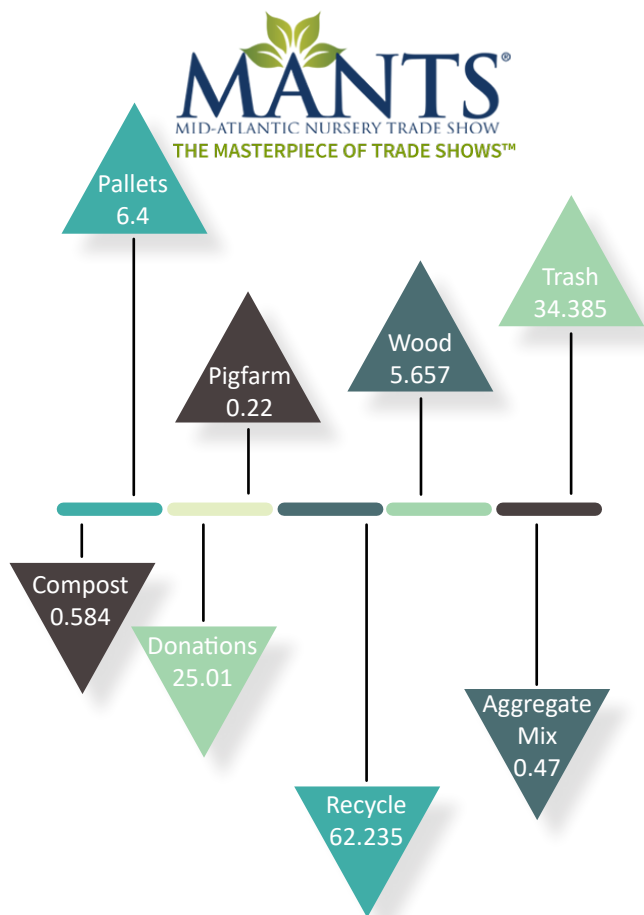 MANTS®
MID-ATLANTIC NURSERY TRADE SHOW
THE MASTERPIECE OF TRADE SHOWS™
Pallets
6.4
Trash
34.385
Wood
5.657
Pigfarm
0.22
Compost
0.584
Donations
25.01
Aggregate
Mix
0.47
Recycle
62.235